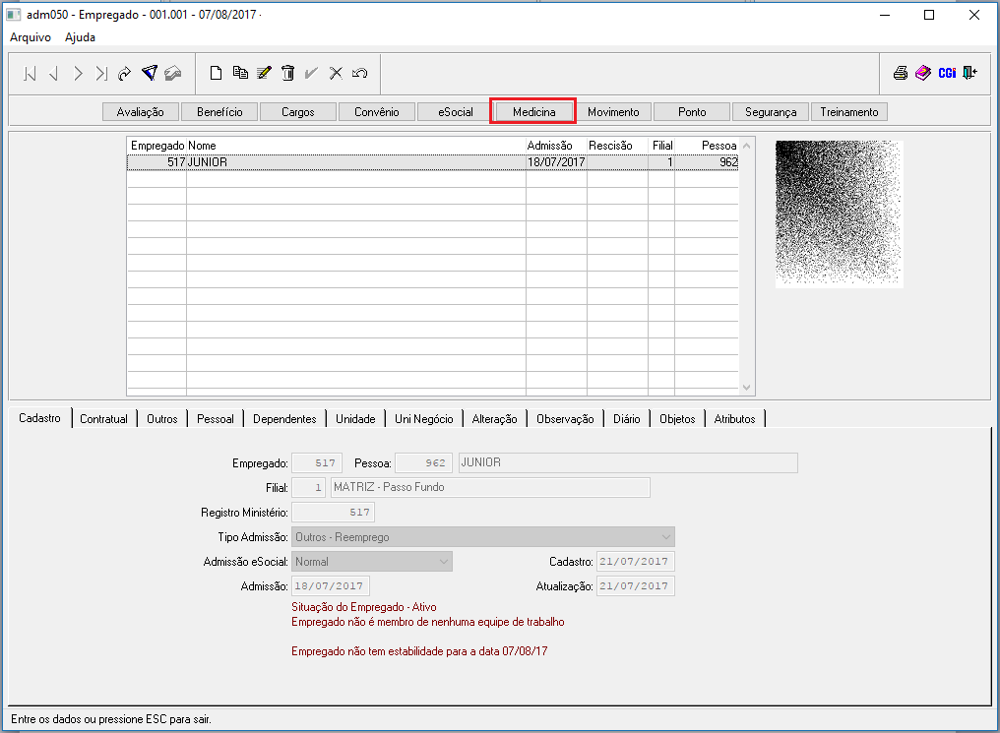 adm050 - Empregado - 001.001 - 07/08/2017 -
Arquivo Ajuda
CGi
Avaliação Benefício Cargos Convênio eSocial Medicina Movimento Ponto Segurança Treinamento
Empregado Nome Admissão Rescisão Filial Pessoa
517 JUNIOR 18/07/2017 1 962
Cadastro Contratual Outros Pessoal Dependentes Unidade Uni Negócio Alteração Observação Diário Objetos Atributos
Empregado: 517 Pessoa: 962 JUNIOR
Filial: 1 MATRIZ - Passo Fundo
Registro Ministério: 517
Tipo Admissão: Outros - Reemprego
Admissão eSocial: Normal Cadastro: 21/07/2017
Admissão: 18/07/2017 Atualização: 21/07/2017
Situação do Empregado - Ativo
Empregado não é membro de nenhuma equipe de trabalho
Empregado não tem estabilidade para a data 07/08/17
Entre os dados ou pressione ESC para sair.